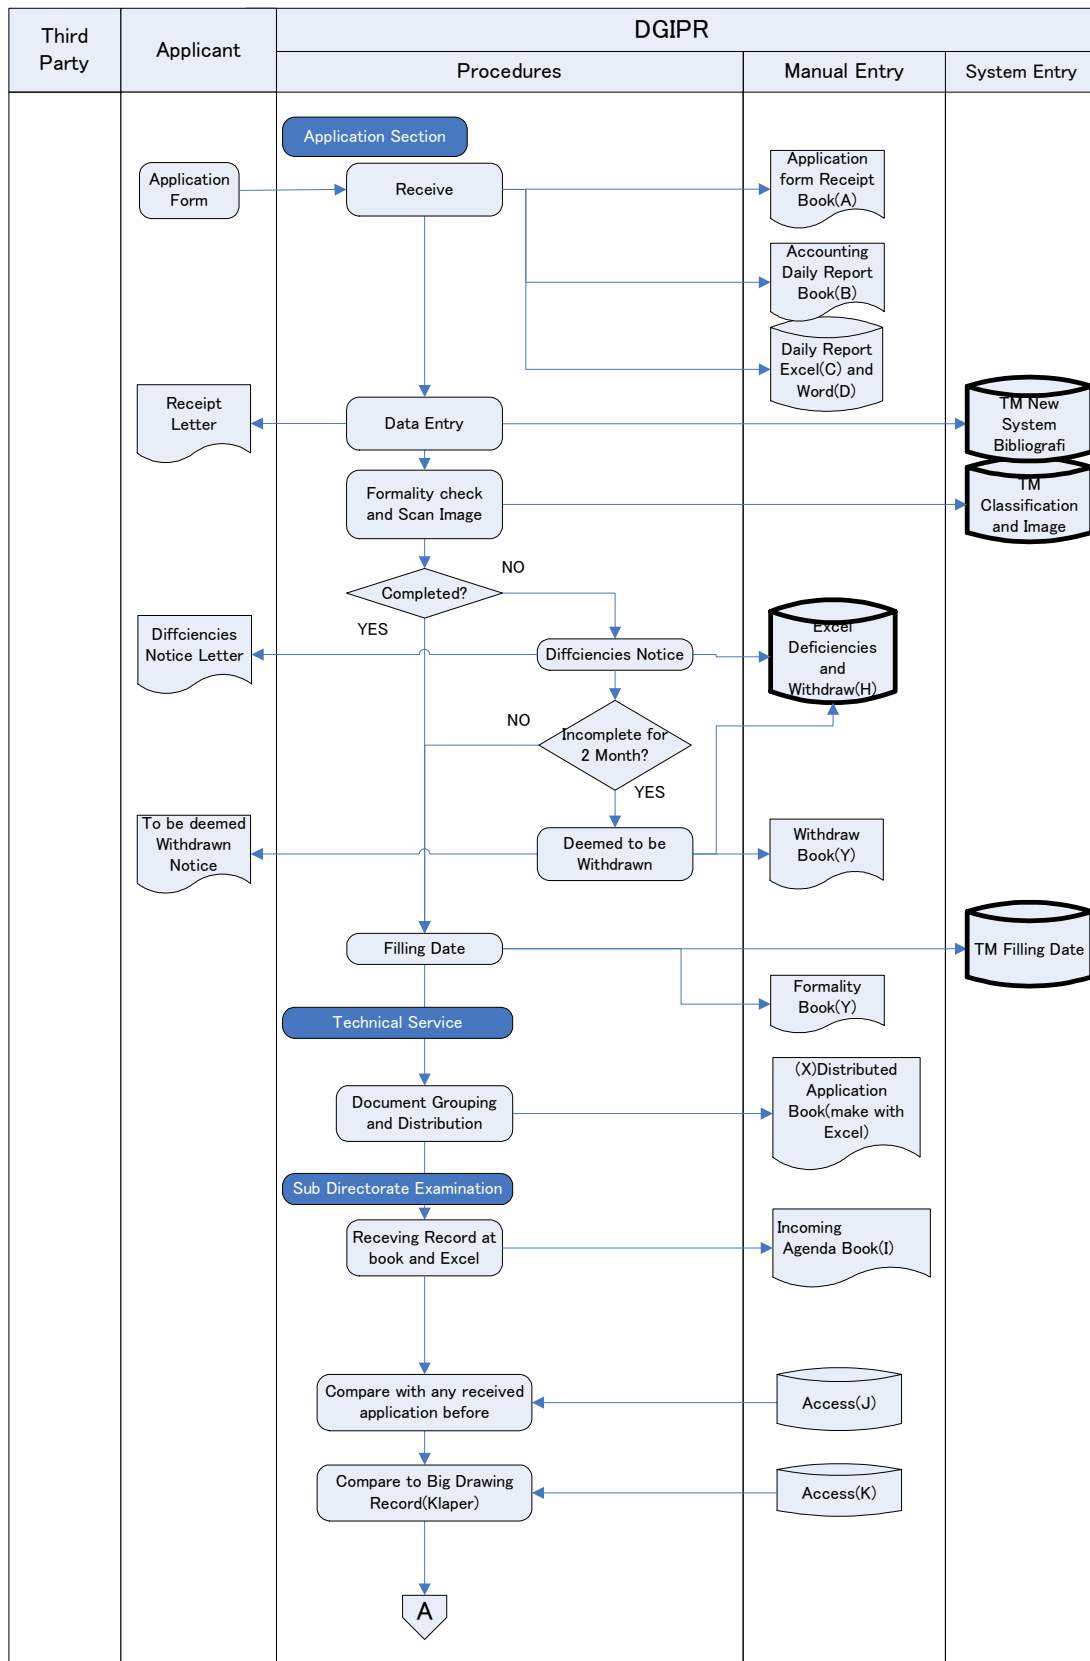 Third
Party
Applicant
DGIPR
Procedures
Manual Entry
System Entry
Application Section
Application
Form
Receive
Application
form Receipt
Book(A)
Accounting
Daily Report
Book(B)
Daily Report
Excel(C) and
Word(D)
Receipt
Letter
Data Entry
TM New
System
Bibliografi
Formality check
and Scan Image
TM
Classification
and Image
Completed?
NO
YES
Diffciencies
Notice Letter
Diffciencies Notice
Excel
Deficiencies
and
Withdraw(H)
NO
Incomplete for
2 Month?
YES
To be deemed
Withdrawn
Notice
Deemed to be
Withdrawn
Withdraw
Book(Y)
Filling Date
TM Filling Date
Formality
Book(Y)
Technical Service
Document Grouping
and Distribution
(X)Distributed
Application
Book(make with
Excel)
Sub Directorate Examination
Receving Record at
book and Excel
Incoming
Agenda Book(I)
Compare with any received
application before
Access(J)
Compare to Big Drawing
Record(Klaper)
Access(K)
A